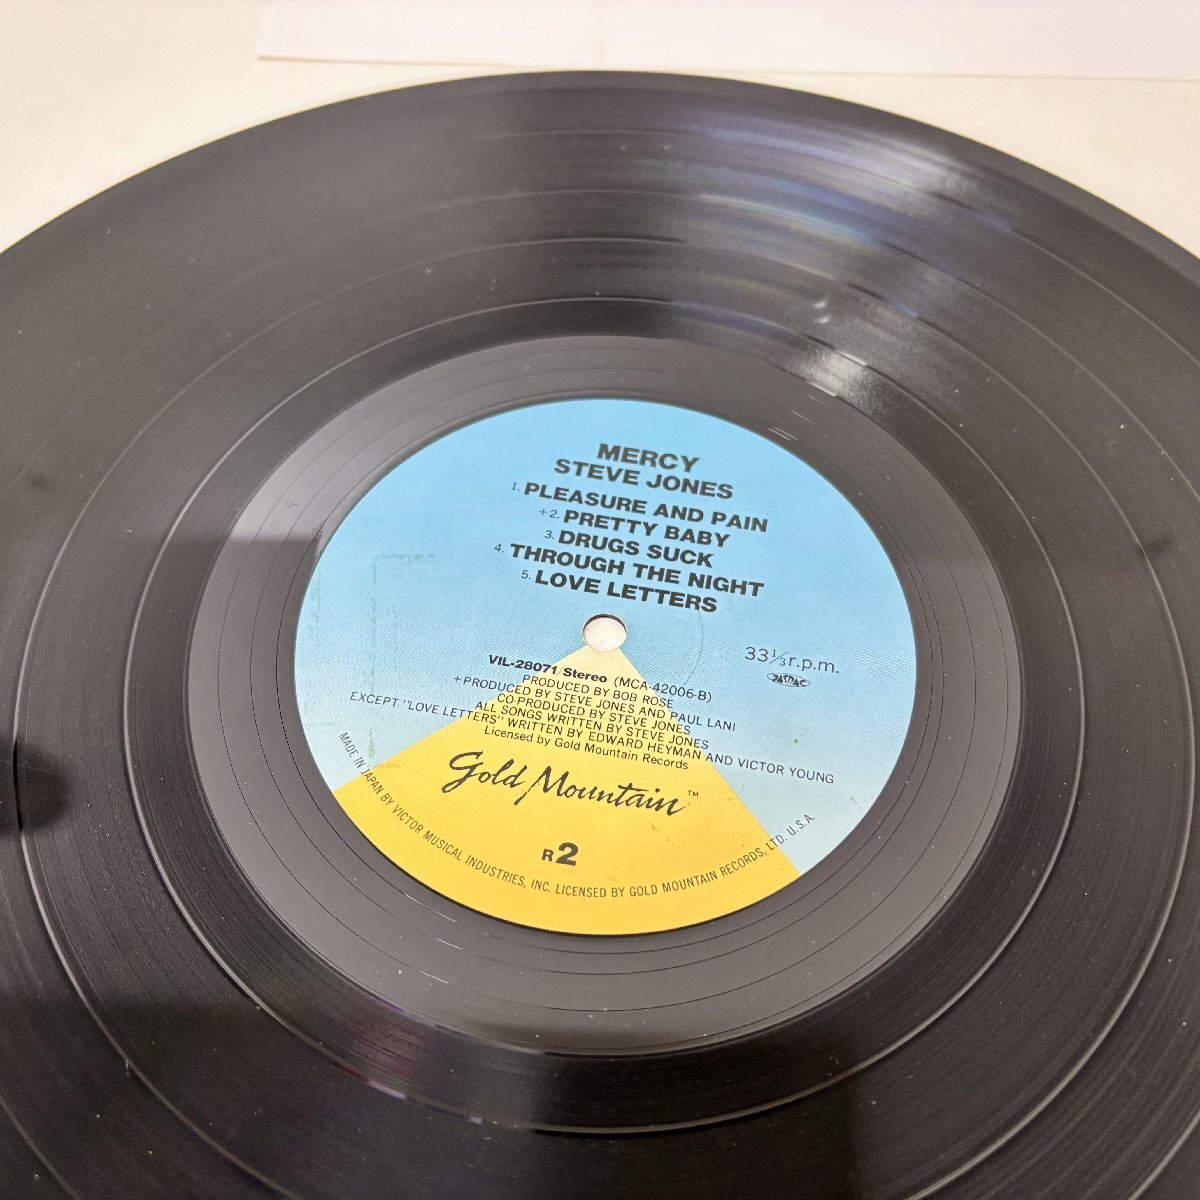 MERCY
STEVE JONES
1. PLEASURE AND PAIN
+2. PRETTY BABY
3. DRUGS SUCK
4. THROUGH THE NIGHT
5. LOVE LETTERS
33 1/3 r.p.m.
JASRAC
VIL-28071/Stereo (MCA-42006-B)
PRODUCED BY BOB ROSE
+PRODUCED BY STEVE JONES AND PAUL LANI
CO-PRODUCED BY STEVE JONES
ALL SONGS WRITTEN BY STEVE JONES
EXCEPT "LOVE LETTERS" WRITTEN BY EDWARD HEYMAN AND VICTOR YOUNG
Licensed by Gold Mountain Records
Gold Mountain™
R2
MADE IN JAPAN BY VICTOR MUSICAL INDUSTRIES, INC. LICENSED BY GOLD MOUNTAIN RECORDS, LTD. U.S.A.